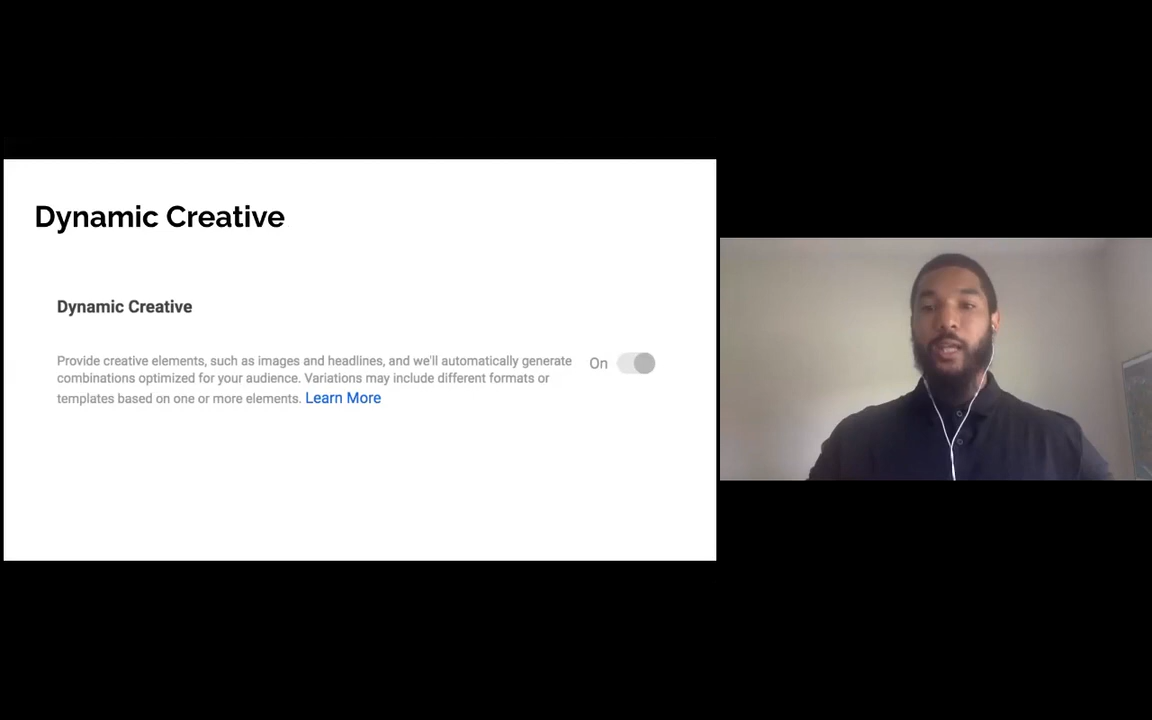 Dynamic Creative
Dynamic Creative
Provide creative elements, such as images and headlines, and we'll automatically generate
combinations optimized for your audience. Variations may include different formats or
templates based on one or more elements. Learn More
On